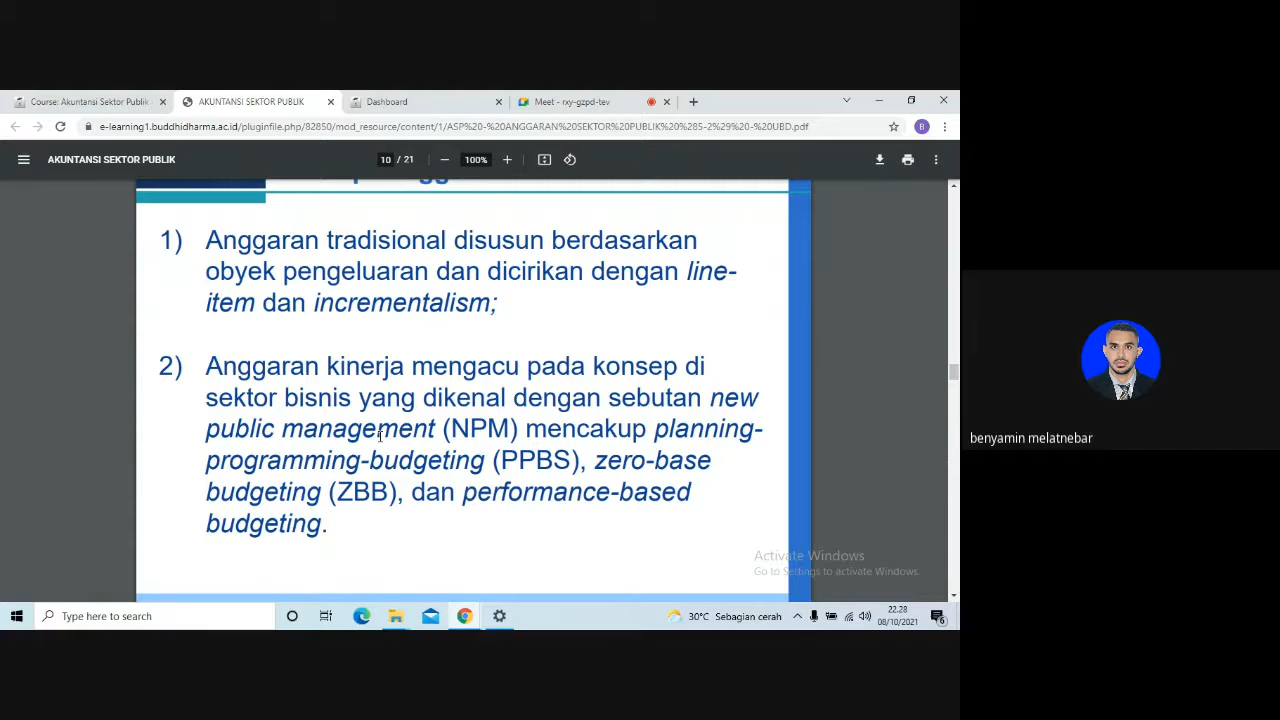 Course: Akuntansi Sektor Publik
AKUNTANSI SEKTOR PUBLIK
Dashboard
Meet - rxy-gzpd-tev
e-learning1.buddhidharma.ac.id/pluginfile.php/82850/mod_resource/content/1/ASP%20-%20ANGGARAN%20SEKTOR%20PUBLIK%20%285-2%29%20-%20UBD.pdf
B
AKUNTANSI SEKTOR PUBLIK
10 / 21
100%
1) Anggaran tradisional disusun berdasarkan
obyek pengeluaran dan dicirikan dengan line-
item dan incrementalism;
2) Anggaran kinerja mengacu pada konsep di
sektor bisnis yang dikenal dengan sebutan new
public management (NPM) mencakup planning-
programming-budgeting (PPBS), zero-base
budgeting (ZBB), dan performance-based
budgeting.
Activate Windows
Go to Settings to activate Windows.
benyamin melatnebar
Type here to search
30°C Sebagian cerah
22.28
08/10/2021
6